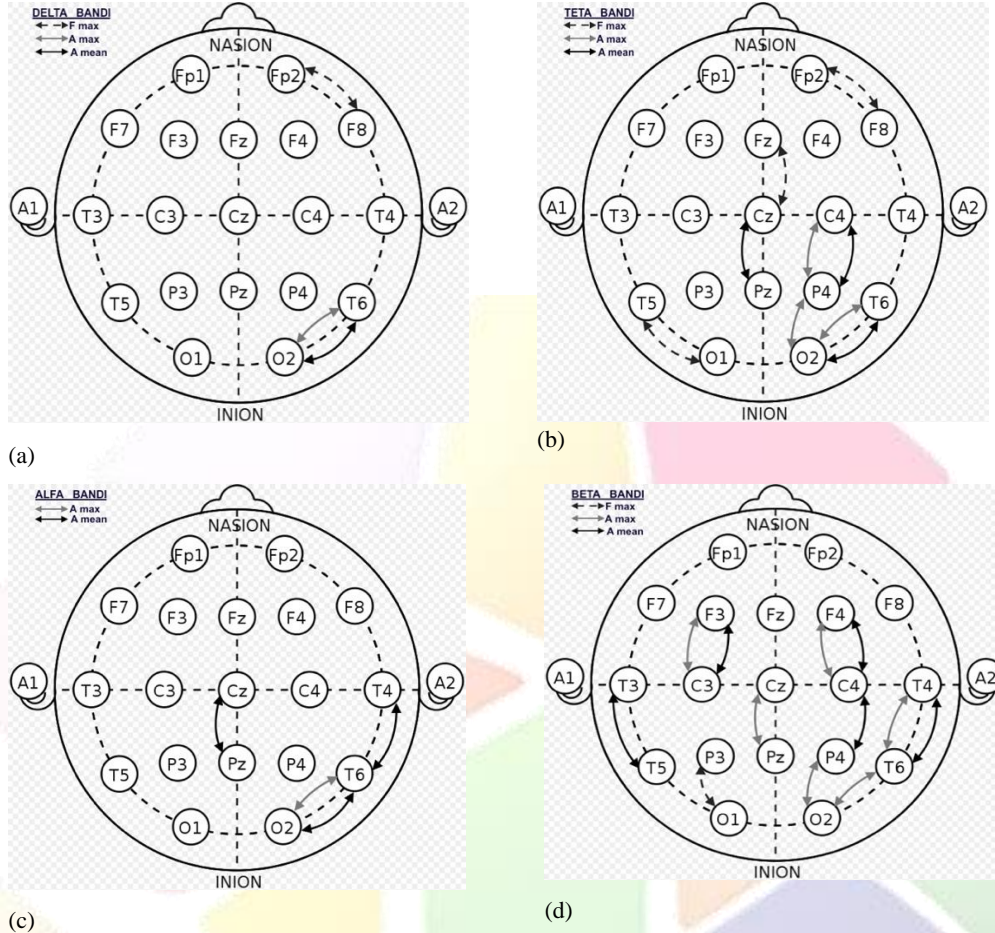 DELTA BANDI
F max
A max
A mean
NASION
Fp1 Fp2
F7 F3 Fz F4 F8
A1 T3 C3 Cz C4 T4 A2
T5 P3 Pz P4 T6
O1 O2
INION
(a)
TETA BANDI
F max
A max
A mean
NASION
Fp1 Fp2
F7 F3 Fz F4 F8
A1 T3 C3 Cz C4 T4 A2
T5 P3 Pz P4 T6
O1 O2
INION
(b)
ALFA BANDI
A max
A mean
NASION
Fp1 Fp2
F7 F3 Fz F4 F8
A1 T3 C3 Cz C4 T4 A2
T5 P3 Pz P4 T6
O1 O2
INION
(c)
BETA BANDI
F max
A max
A mean
NASION
Fp1 Fp2
F7 F3 Fz F4 F8
A1 T3 C3 Cz C4 T4 A2
T5 P3 Pz P4 T6
O1 O2
INION
(d)